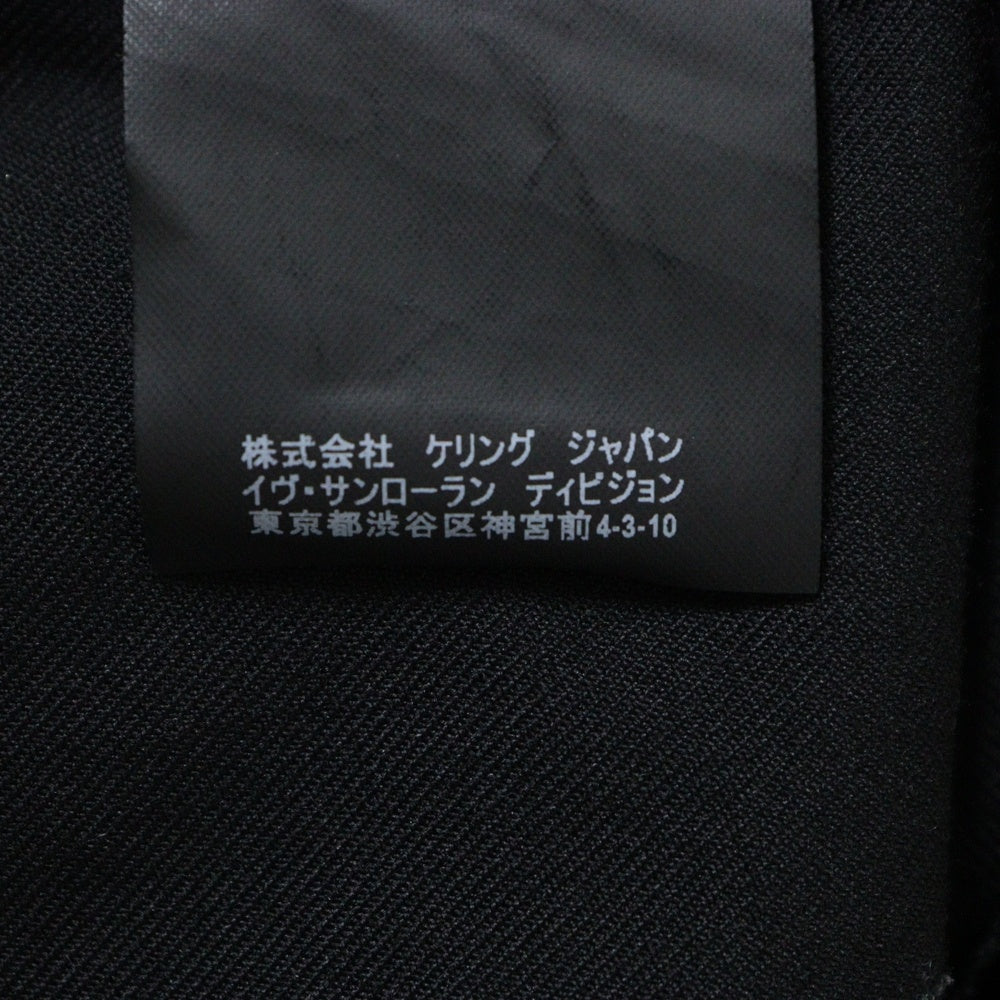 株式会社 ケリング ジャパン
イヴ・サンローラン ディビジョン
東京都渋谷区神宮前4-3-10